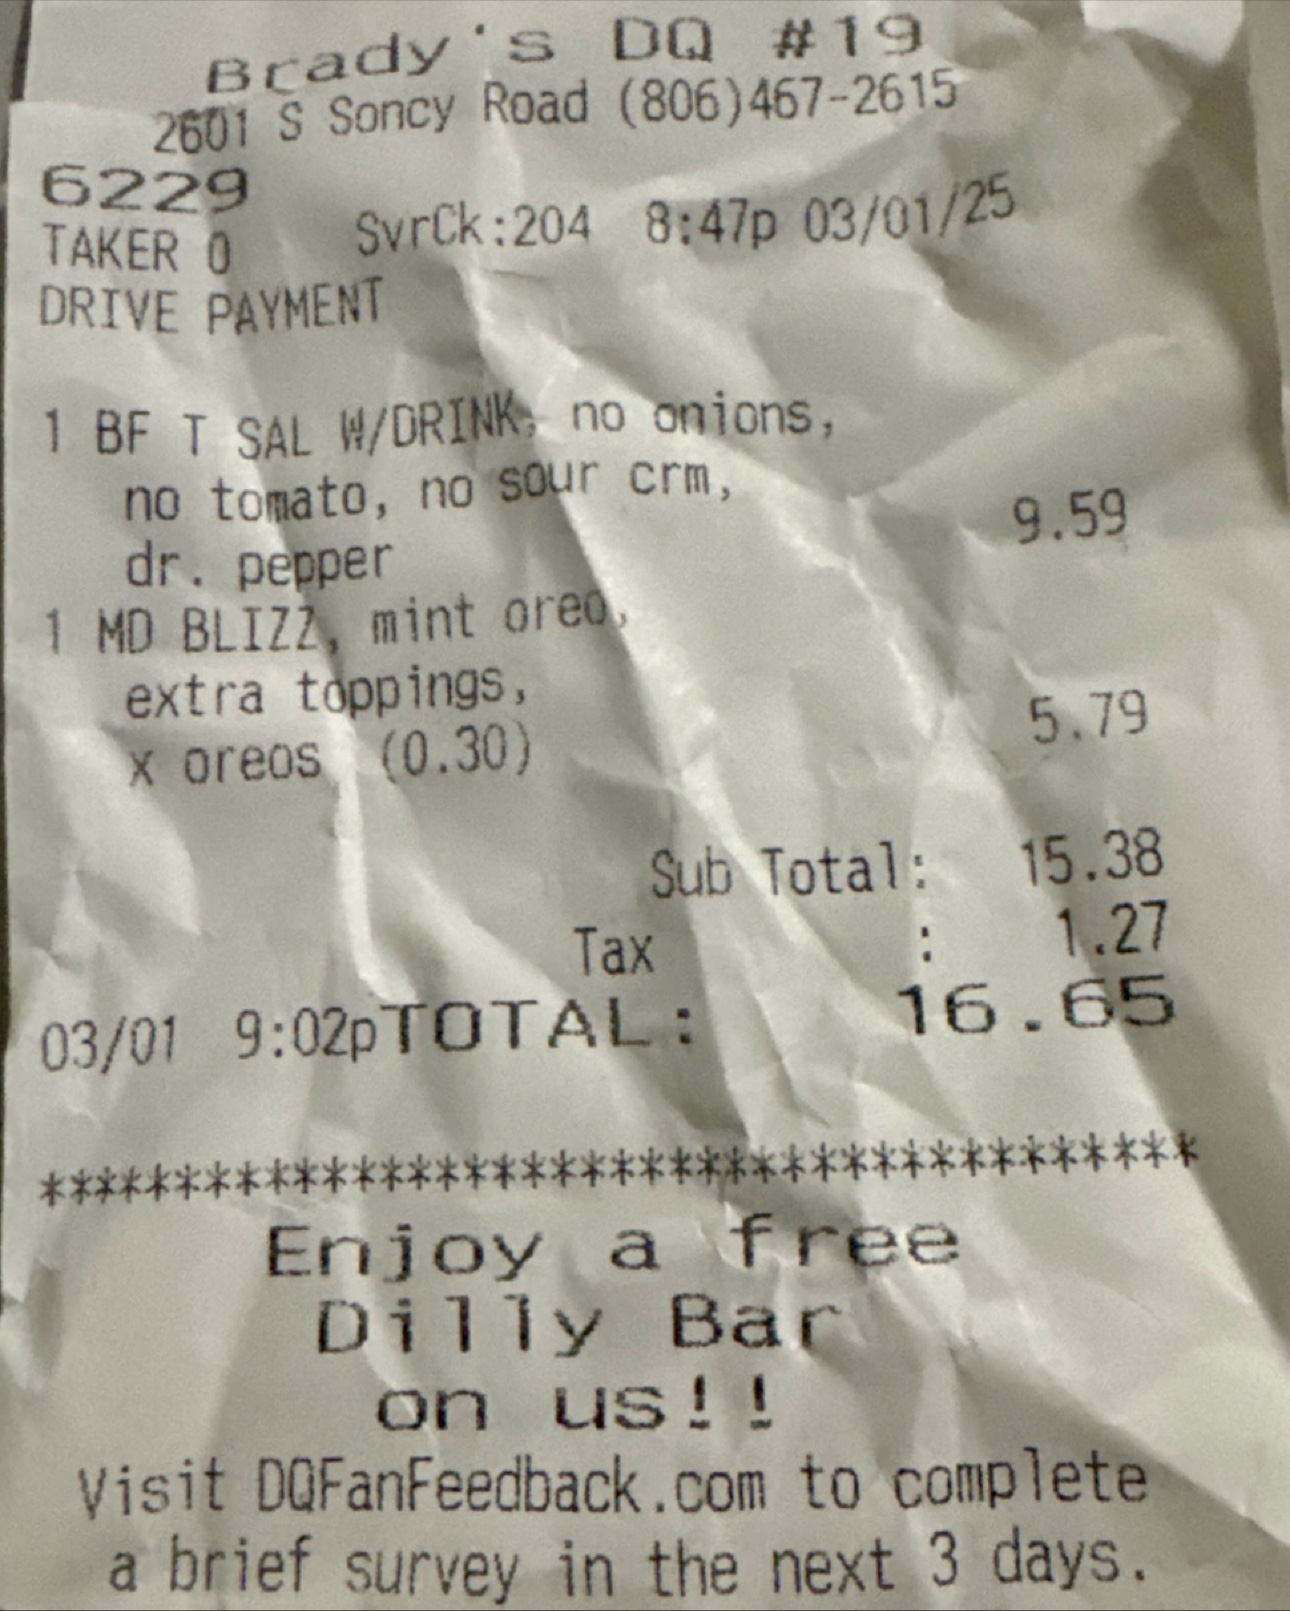 Brady's DQ #19
2601 S Soncy Road (806)467-2615
6229
TAKER 0 SvrCk:204 8:47p 03/01/25
DRIVE PAYMENT
1 BF T SAL W/DRINK, no onions,
no tomato, no sour crm,
dr. pepper 9.59
1 MD BLIZZ, mint oreo,
extra toppings,
x oreos (0.30) 5.79
Sub Total: 15.38
Tax : 1.27
03/01 9:02pTOTAL: 16.65
*****************************************
Enjoy a free
Dilly Bar
on us!!
Visit DQFanFeedback.com to complete
a brief survey in the next 3 days.